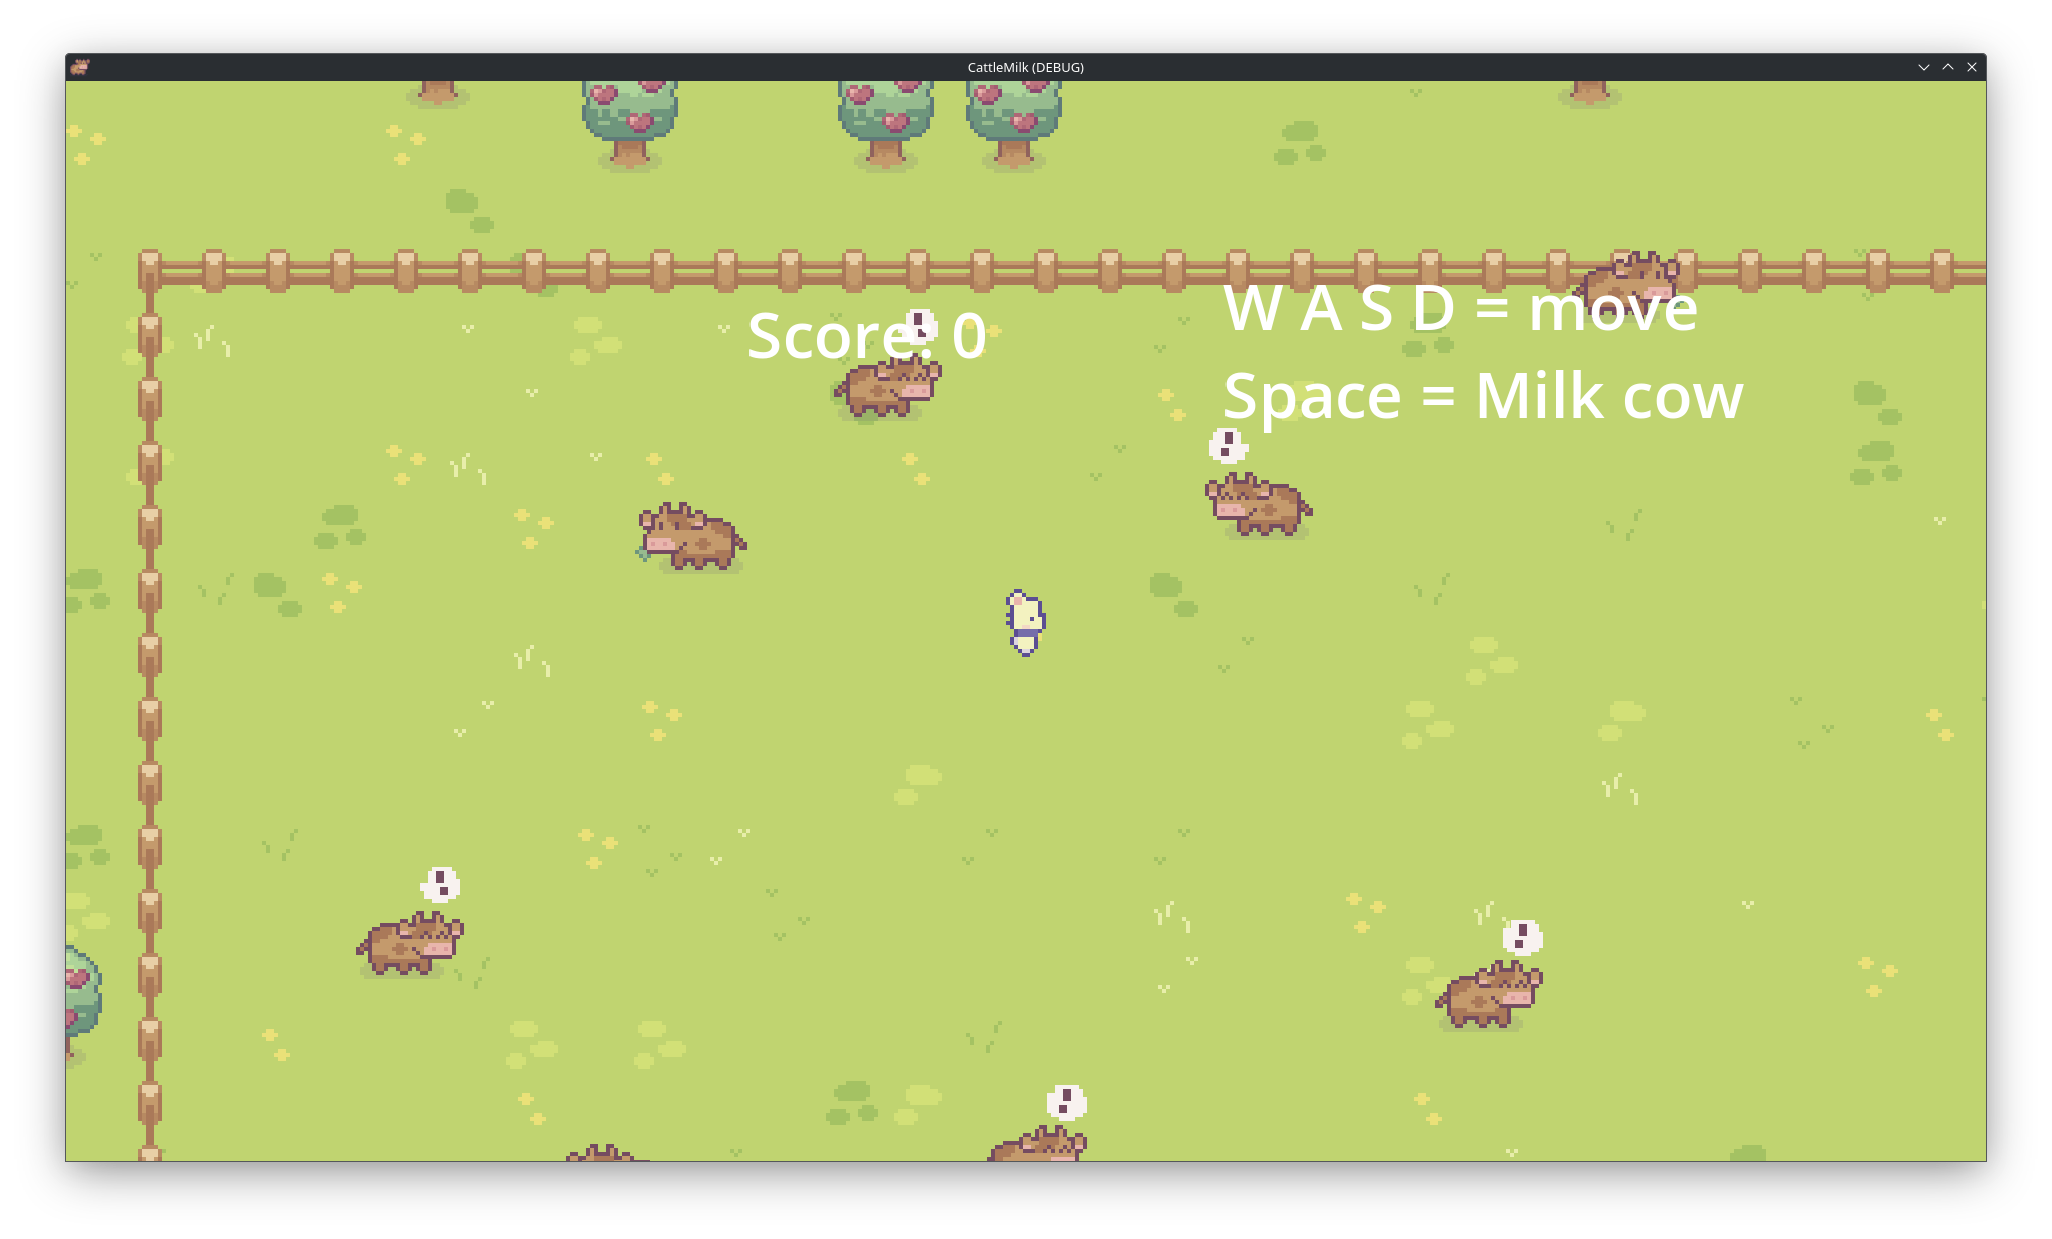 CattleMilk (DEBUG)
Score: 0
W A S D = move
Space = Milk cow